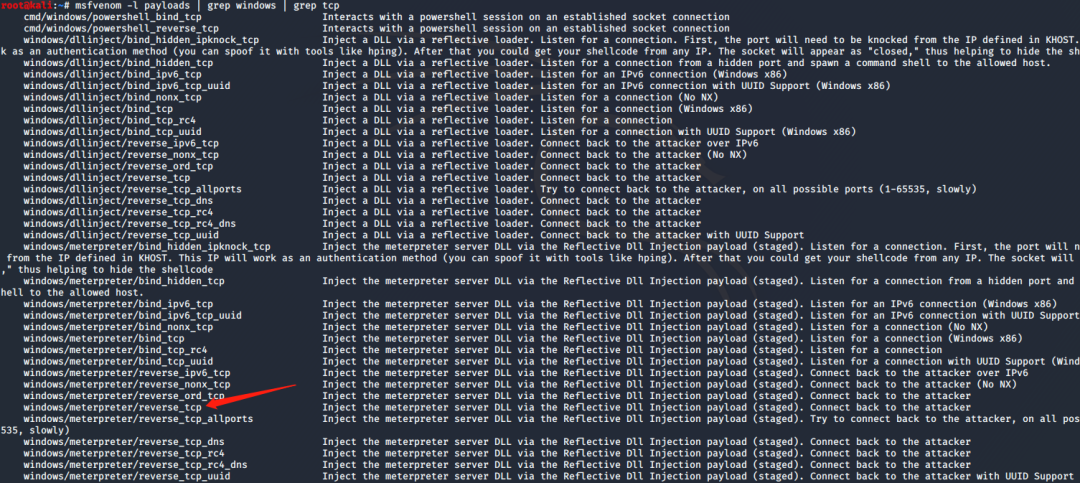 root@kali:~# msfvenom -l payloads | grep windows | grep tcp
cmd/windows/powershell_bind_tcp Interacts with a powershell session on an established socket connection
cmd/windows/powershell_reverse_tcp Interacts with a powershell session on an established socket connection
windows/dllinject/bind_hidden_ipknock_tcp Inject a DLL via a reflective loader. Listen for a connection. First, the port will need to be knocked from the IP defined in KHOST.
k as an authentication method (you can spoof it with tools like hping). After that you could get your shellcode from any IP. The socket will appear as "closed," thus helping to hide the sh
windows/dllinject/bind_hidden_tcp Inject a DLL via a reflective loader. Listen for a connection from a hidden port and spawn a command shell to the allowed host.
windows/dllinject/bind_ipv6_tcp Inject a DLL via a reflective loader. Listen for an IPv6 connection (Windows x86)
windows/dllinject/bind_ipv6_tcp_uuid Inject a DLL via a reflective loader. Listen for an IPv6 connection with UUID Support (Windows x86)
windows/dllinject/bind_nonx_tcp Inject a DLL via a reflective loader. Listen for a connection (No NX)
windows/dllinject/bind_tcp Inject a DLL via a reflective loader. Listen for a connection (Windows x86)
windows/dllinject/bind_tcp_rc4 Inject a DLL via a reflective loader. Listen for a connection
windows/dllinject/bind_tcp_uuid Inject a DLL via a reflective loader. Listen for a connection with UUID Support (Windows x86)
windows/dllinject/reverse_ipv6_tcp Inject a DLL via a reflective loader. Connect back to the attacker over IPv6
windows/dllinject/reverse_nonx_tcp Inject a DLL via a reflective loader. Connect back to the attacker (No NX)
windows/dllinject/reverse_ord_tcp Inject a DLL via a reflective loader. Connect back to the attacker
windows/dllinject/reverse_tcp Inject a DLL via a reflective loader. Connect back to the attacker
windows/dllinject/reverse_tcp_allports Inject a DLL via a reflective loader. Try to connect back to the attacker, on all possible ports (1-65535, slowly)
windows/dllinject/reverse_tcp_dns Inject a DLL via a reflective loader. Connect back to the attacker
windows/dllinject/reverse_tcp_rc4 Inject a DLL via a reflective loader. Connect back to the attacker
windows/dllinject/reverse_tcp_rc4_dns Inject a DLL via a reflective loader. Connect back to the attacker
windows/dllinject/reverse_tcp_uuid Inject a DLL via a reflective loader. Connect back to the attacker with UUID Support
windows/meterpreter/bind_hidden_ipknock_tcp Inject the meterpreter server DLL via the Reflective Dll Injection payload (staged). Listen for a connection. First, the port will n
from the IP defined in KHOST. This IP will work as an authentication method (you can spoof it with tools like hping). After that you could get your shellcode from any IP. The socket will
," thus helping to hide the shellcode
windows/meterpreter/bind_hidden_tcp Inject the meterpreter server DLL via the Reflective Dll Injection payload (staged). Listen for a connection from a hidden port and
hell to the allowed host.
windows/meterpreter/bind_ipv6_tcp Inject the meterpreter server DLL via the Reflective Dll Injection payload (staged). Listen for an IPv6 connection (Windows x86)
windows/meterpreter/bind_ipv6_tcp_uuid Inject the meterpreter server DLL via the Reflective Dll Injection payload (staged). Listen for an IPv6 connection with UUID Support
windows/meterpreter/bind_nonx_tcp Inject the meterpreter server DLL via the Reflective Dll Injection payload (staged). Listen for a connection (No NX)
windows/meterpreter/bind_tcp Inject the meterpreter server DLL via the Reflective Dll Injection payload (staged). Listen for a connection (Windows x86)
windows/meterpreter/bind_tcp_rc4 Inject the meterpreter server DLL via the Reflective Dll Injection payload (staged). Listen for a connection
windows/meterpreter/bind_tcp_uuid Inject the meterpreter server DLL via the Reflective Dll Injection payload (staged). Listen for a connection with UUID Support (Wind
windows/meterpreter/reverse_ipv6_tcp Inject the meterpreter server DLL via the Reflective Dll Injection payload (staged). Connect back to the attacker over IPv6
windows/meterpreter/reverse_nonx_tcp Inject the meterpreter server DLL via the Reflective Dll Injection payload (staged). Connect back to the attacker (No NX)
windows/meterpreter/reverse_ord_tcp Inject the meterpreter server DLL via the Reflective Dll Injection payload (staged). Connect back to the attacker
windows/meterpreter/reverse_tcp Inject the meterpreter server DLL via the Reflective Dll Injection payload (staged). Connect back to the attacker
windows/meterpreter/reverse_tcp_allports Inject the meterpreter server DLL via the Reflective Dll Injection payload (staged). Try to connect back to the attacker, on all pos
535, slowly)
windows/meterpreter/reverse_tcp_dns Inject the meterpreter server DLL via the Reflective Dll Injection payload (staged). Connect back to the attacker
windows/meterpreter/reverse_tcp_rc4 Inject the meterpreter server DLL via the Reflective Dll Injection payload (staged). Connect back to the attacker
windows/meterpreter/reverse_tcp_rc4_dns Inject the meterpreter server DLL via the Reflective Dll Injection payload (staged). Connect back to the attacker
windows/meterpreter/reverse_tcp_uuid Inject the meterpreter server DLL via the Reflective Dll Injection payload (staged). Connect back to the attacker with UUID Support